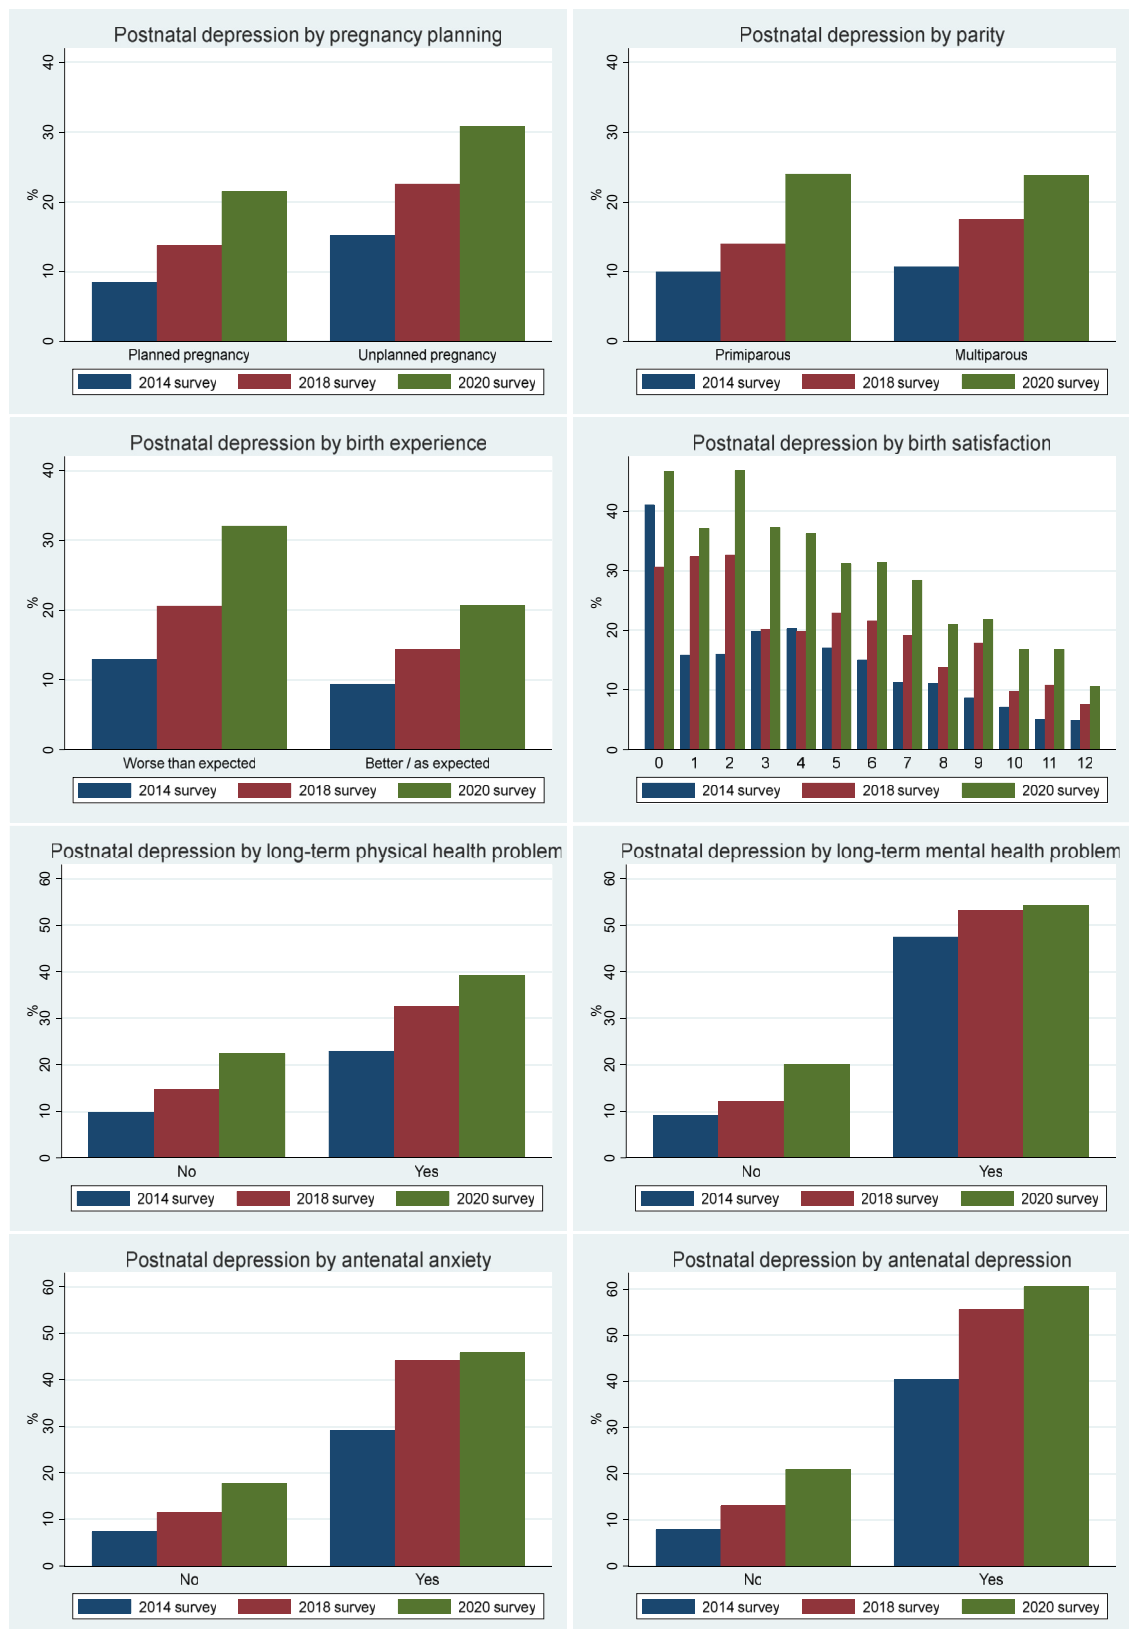 Postnatal depression by pregnancy planning
%
40
30
20
10
0
Planned pregnancy Unplanned pregnancy
2014 survey 2018 survey 2020 survey
Postnatal depression by parity
%
40
30
20
10
0
Primiparous Multiparous
2014 survey 2018 survey 2020 survey
Postnatal depression by birth experience
%
40
30
20
10
0
Worse than expected Better / as expected
2014 survey 2018 survey 2020 survey
Postnatal depression by birth satisfaction
%
40
30
20
10
0
0 1 2 3 4 5 6 7 8 9 10 11 12
2014 survey 2018 survey 2020 survey
Postnatal depression by long-term physical health problem
%
60
50
40
30
20
10
0
No Yes
2014 survey 2018 survey 2020 survey
Postnatal depression by long-term mental health problem
%
60
50
40
30
20
10
0
No Yes
2014 survey 2018 survey 2020 survey
Postnatal depression by antenatal anxiety
%
60
50
40
30
20
10
0
No Yes
2014 survey 2018 survey 2020 survey
Postnatal depression by antenatal depression
%
60
50
40
30
20
10
0
No Yes
2014 survey 2018 survey 2020 survey